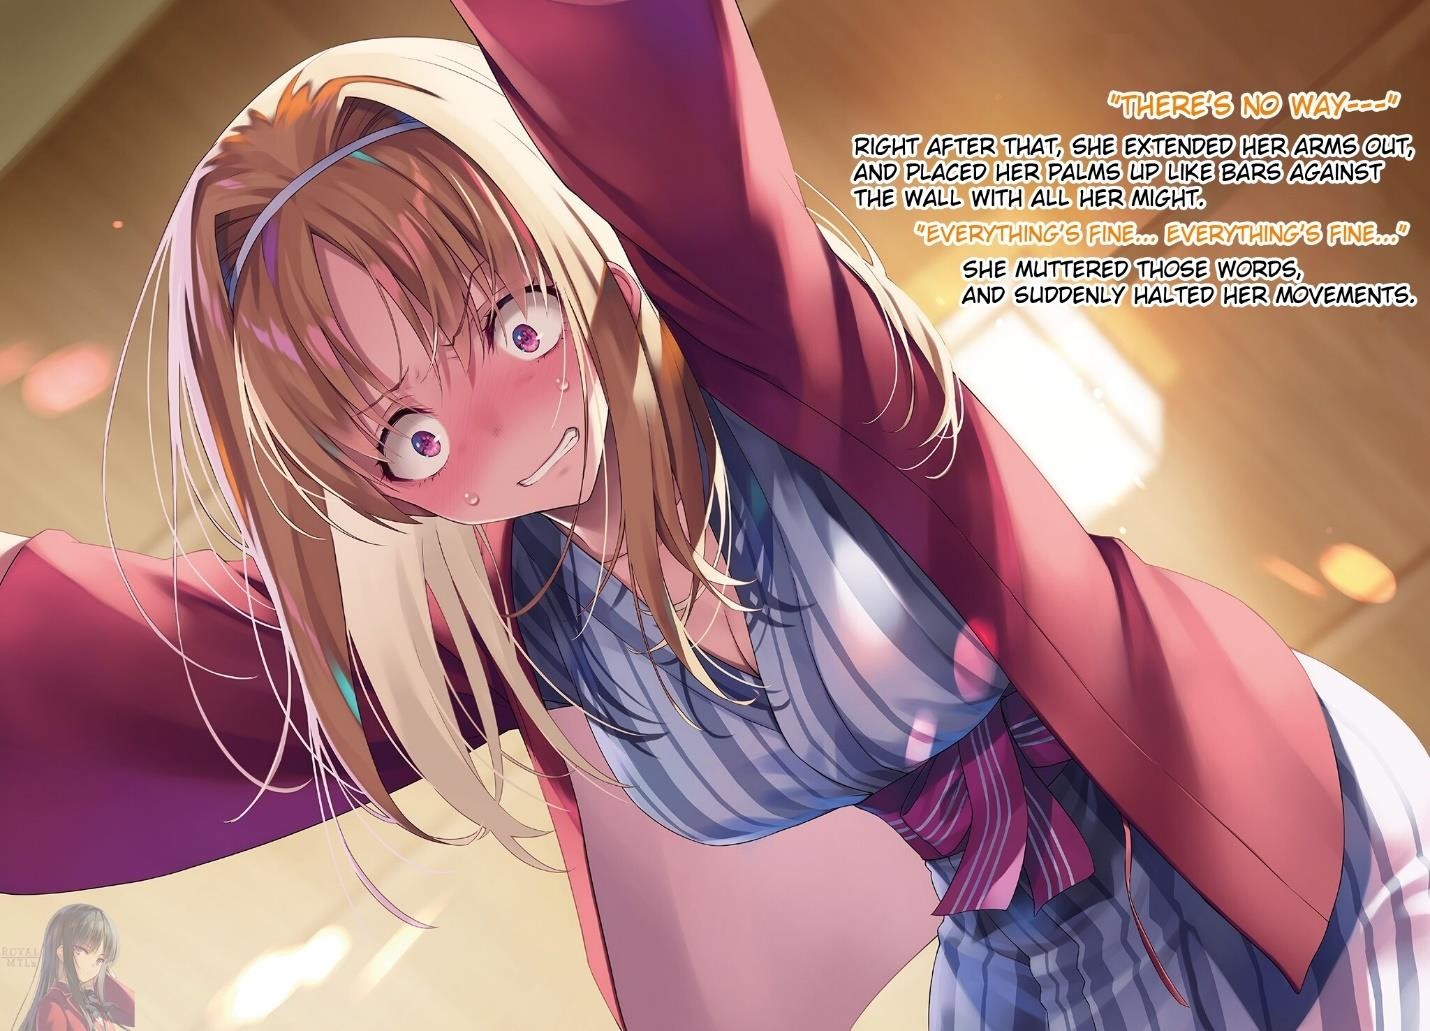 "THERE'S NO WAY---"
RIGHT AFTER THAT, SHE EXTENDED HER ARMS OUT,
AND PLACED HER PALMS UP LIKE BARS AGAINST
THE WALL WITH ALL HER MIGHT.
"EVERYTHING'S FINE... EVERYTHING'S FINE..."
SHE MUTTERED THOSE WORDS,
AND SUDDENLY HALTED HER MOVEMENTS.
ROYAL
MTLs